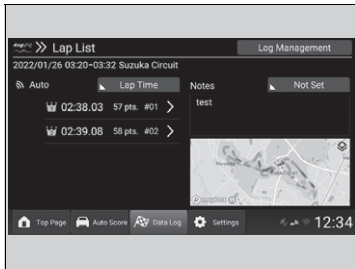 Lap List
Log Management
2022/01/26 03:20-03:32 Suzuka Circuit
Auto
Lap Time
Notes
Not Set
02:38.03 57 pts. #01
02:39.08 58 pts. #02
test
Top Page
Auto Score
Data Log
Settings
12:34